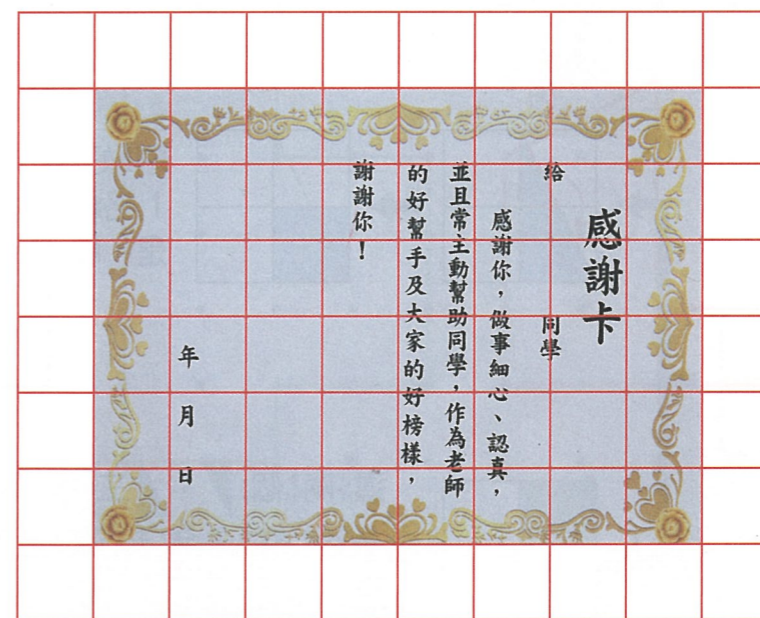 感謝卡
給　　　　同學
感謝你，做事細心、認真，
並且常主動幫助同學，作為老師
的好幫手及大家的好榜樣，
謝謝你！
年　月　日